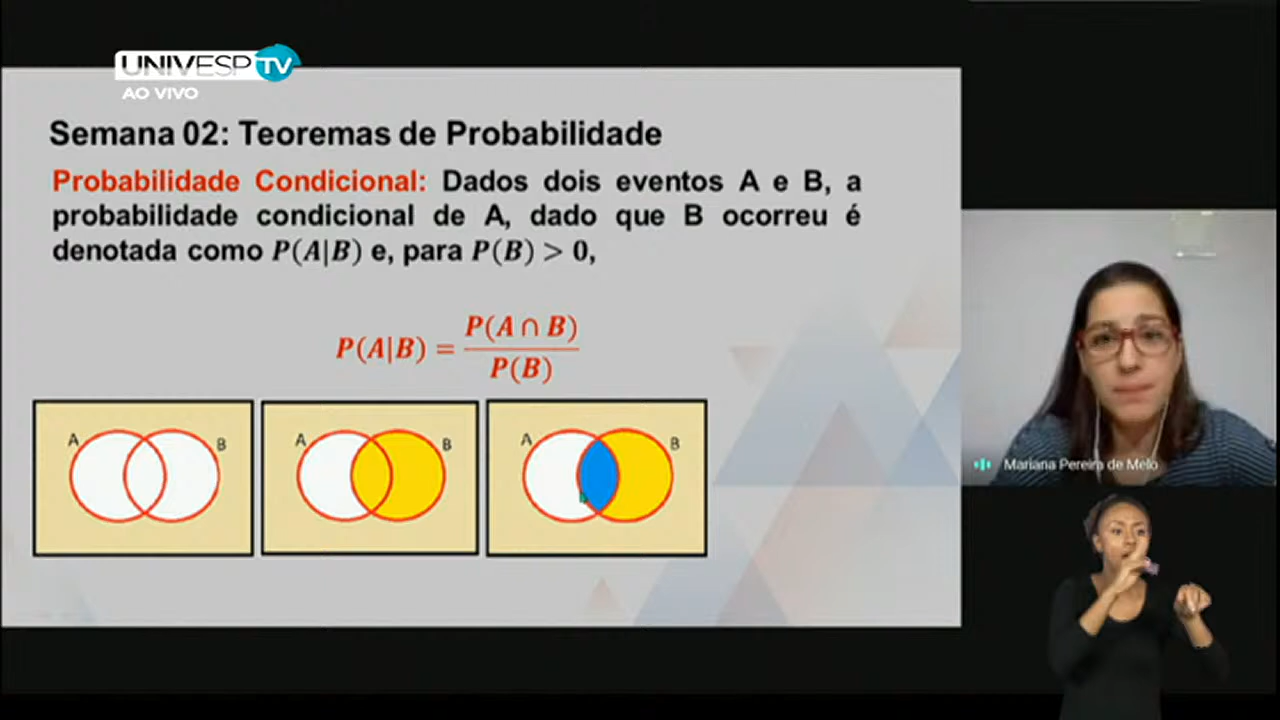 UNIVESP TV
AO VIVO
Semana 02: Teoremas de Probabilidade
Probabilidade Condicional: Dados dois eventos A e B, a
probabilidade condicional de A, dado que B ocorreu é
denotada como P(A|B) e, para P(B) > 0,
P(A|B) = P(A ∩ B) / P(B)
A B
A B
A B
Mariana Pereira de Melo